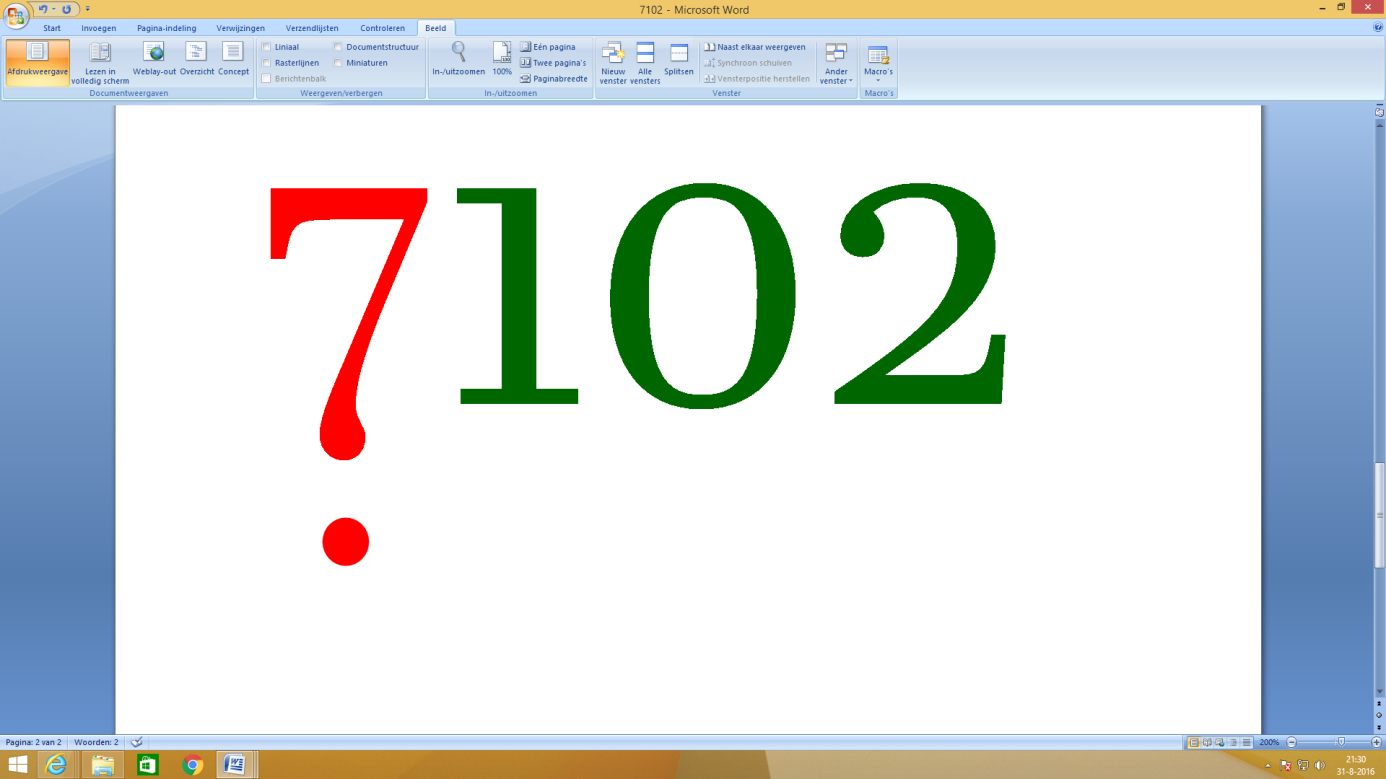 7102 - Microsoft Word
Start Invoegen Pagina-indeling Verwijzingen Verzendlijsten Controleren Beeld
Afdrukweergave
Lezen in volledig scherm
Weblay-out
Overzicht
Concept
Documentweergaven
Liniaal
Rasterlijnen
Berichtenbalk
Documentstructuur
Miniaturen
Weergeven/verbergen
In-/uitzoomen
100%
Eén pagina
Twee pagina's
Paginabreedte
In-/uitzoomen
Nieuw venster
Alle vensters
Splitsen
Naast elkaar weergeven
Synchroon schuiven
Vensterpositie herstellen
Ander venster
Venster
Macro's
Macro's
7102
.
Pagina: 2 van 2 Woorden: 2 200%
21:30
31-8-2016